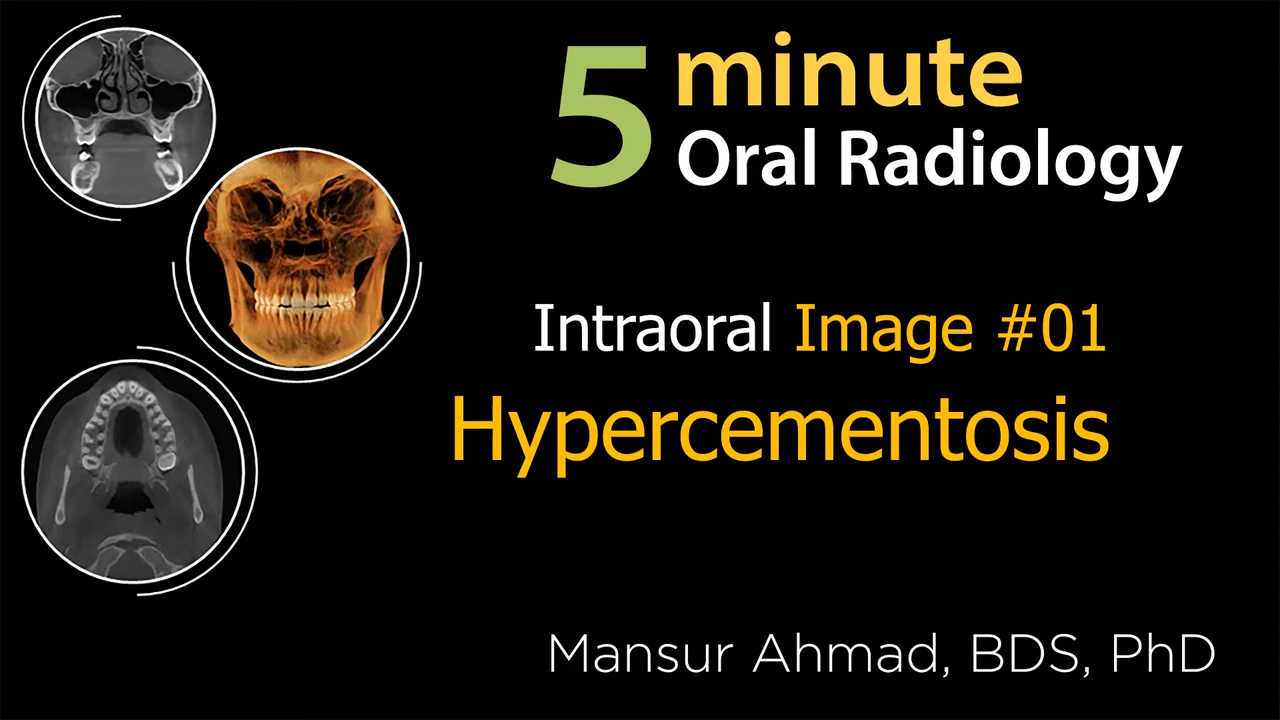 5 minute
Oral Radiology
Intraoral Image #01
Hypercementosis
Mansur Ahmad, BDS, PhD